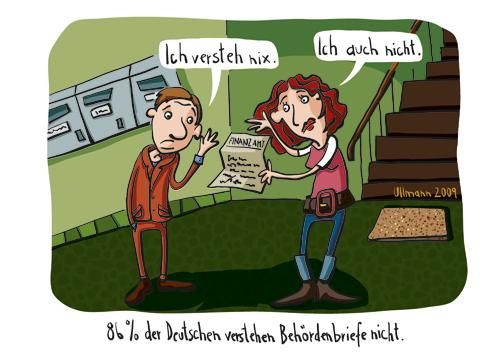 Ich versteh nix.
Ich auch nicht.
FINANZAMT
Ullmann 2009
86% der Deutschen verstehen Behördenbriefe nicht.